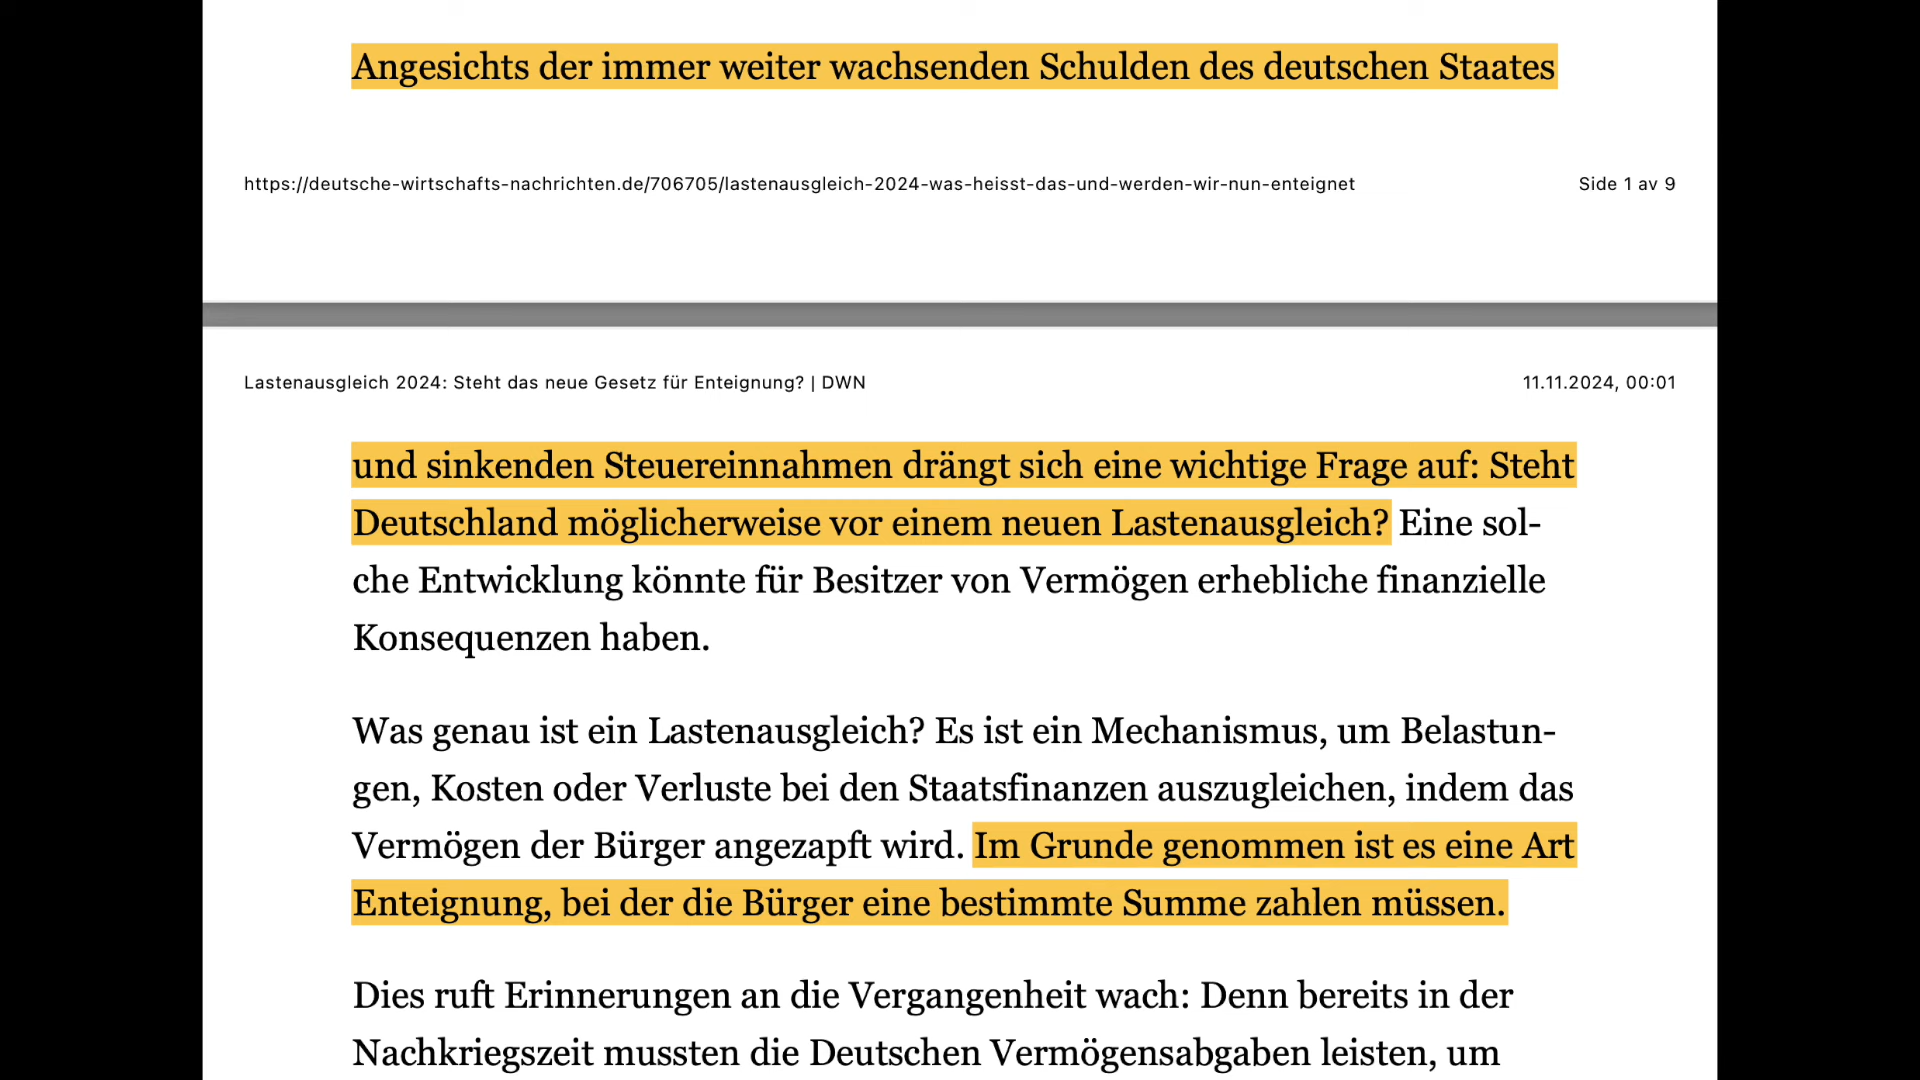 Angesichts der immer weiter wachsenden Schulden des deutschen Staates
https://deutsche-wirtschafts-nachrichten.de/706705/lastenausgleich-2024-was-heisst-das-und-werden-wir-nun-enteignet Side 1 av 9
Lastenausgleich 2024: Steht das neue Gesetz für Enteignung? | DWN 11.11.2024, 00:01
und sinkenden Steuereinnahmen drängt sich eine wichtige Frage auf: Steht
Deutschland möglicherweise vor einem neuen Lastenausgleich? Eine sol-
che Entwicklung könnte für Besitzer von Vermögen erhebliche finanzielle
Konsequenzen haben.
Was genau ist ein Lastenausgleich? Es ist ein Mechanismus, um Belastun-
gen, Kosten oder Verluste bei den Staatsfinanzen auszugleichen, indem das
Vermögen der Bürger angezapft wird. Im Grunde genommen ist es eine Art
Enteignung, bei der die Bürger eine bestimmte Summe zahlen müssen.
Dies ruft Erinnerungen an die Vergangenheit wach: Denn bereits in der
Nachkriegszeit mussten die Deutschen Vermögensabgaben leisten, um